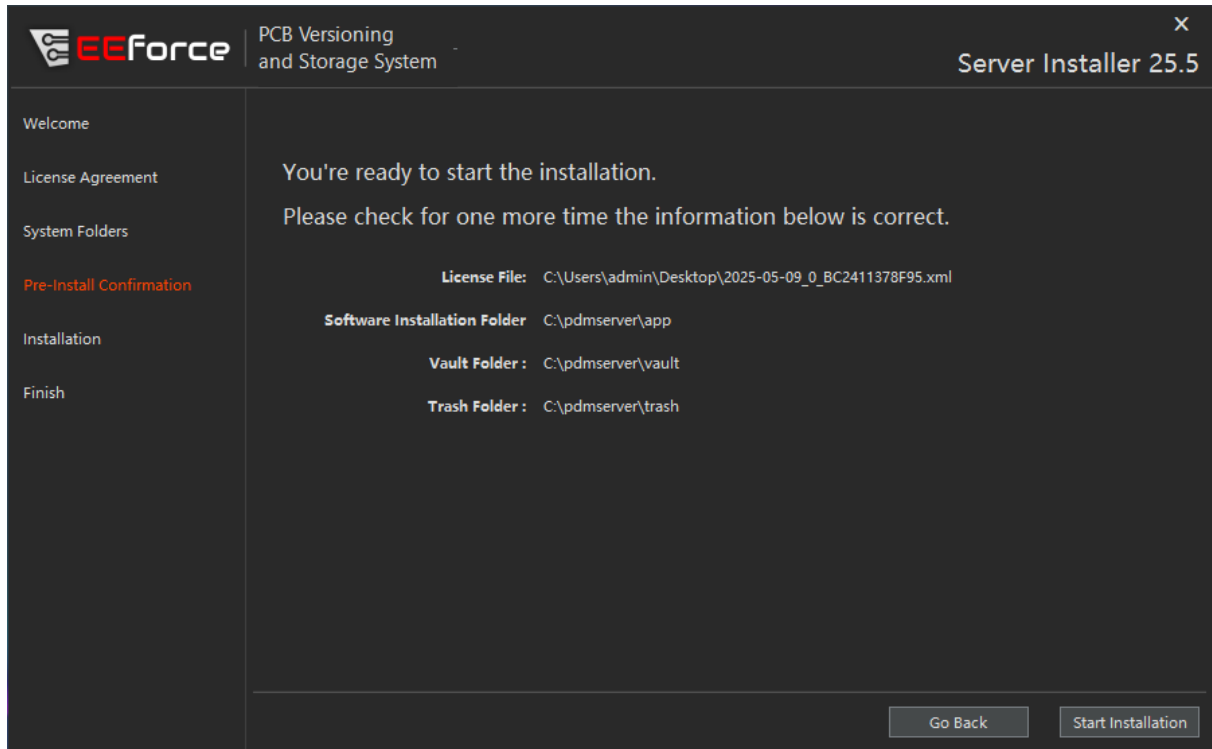 EEForce
PCB Versioning
and Storage System
x
Server Installer 25.5
Welcome
License Agreement
System Folders
Pre-Install Confirmation
Installation
Finish
You're ready to start the installation.
Please check for one more time the information below is correct.
License File: C:\Users\admin\Desktop\2025-05-09_0_BC2411378F95.xml
Software Installation Folder C:\pdmserver\app
Vault Folder : C:\pdmserver\vault
Trash Folder : C:\pdmserver\trash
Go Back
Start Installation